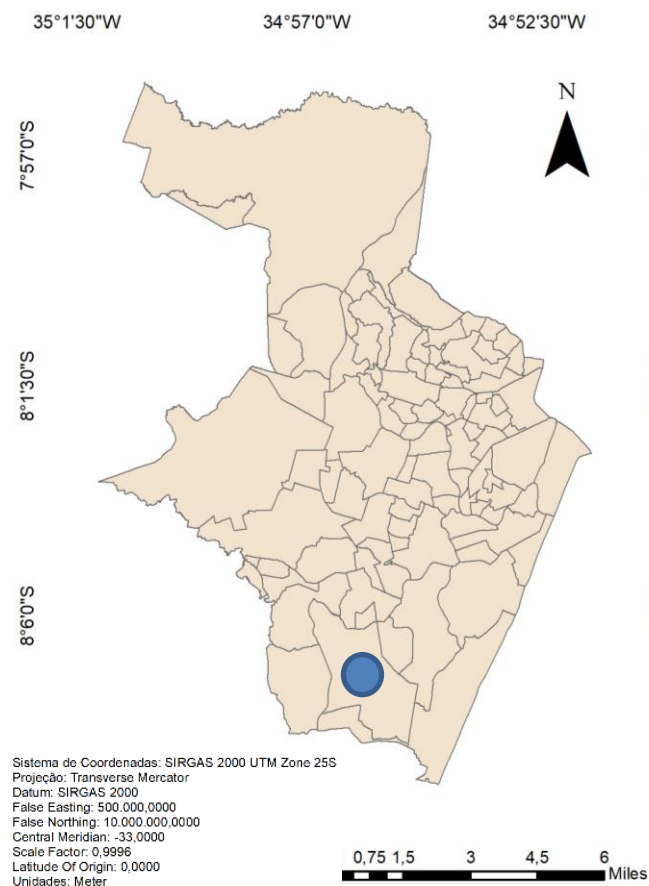 35°1'30"W 34°57'0"W 34°52'30"W
N
7°57'0"S
8°1'30"S
8°6'0"S
Sistema de Coordenadas: SIRGAS 2000 UTM Zone 25S
Projeção: Transverse Mercator
Datum: SIRGAS 2000
False Easting: 500.000,0000
False Northing: 10.000.000,0000
Central Meridian: -33,0000
Scale Factor: 0,9996
Latitude Of Origin: 0,0000
Unidades: Meter
0,75 1,5 3 4,5 6
Miles